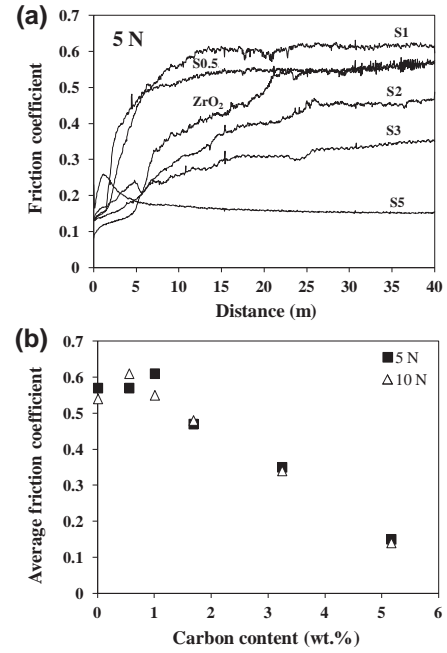 (a)
5 N
Friction coefficient
0.7
0.6
0.5
0.4
0.3
0.2
0.1
0
0 5 10 15 20 25 30 35 40
Distance (m)
S1
S0.5
ZrO₂
S2
S3
S5
(b)
Average friction coefficient
0.7
0.6
0.5
0.4
0.3
0.2
0.1
0
0 1 2 3 4 5 6
Carbon content (wt.%)
5 N
10 N